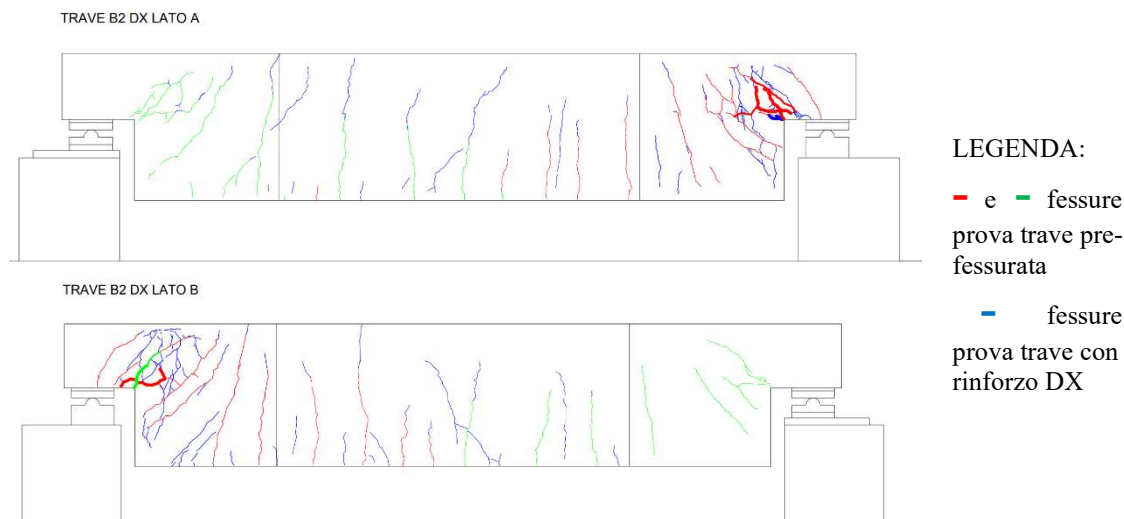 TRAVE B2 DX LATO A
TRAVE B2 DX LATO B
LEGENDA:
e fessure
prova trave pre-
fessurata
fessure
prova trave con
rinforzo DX